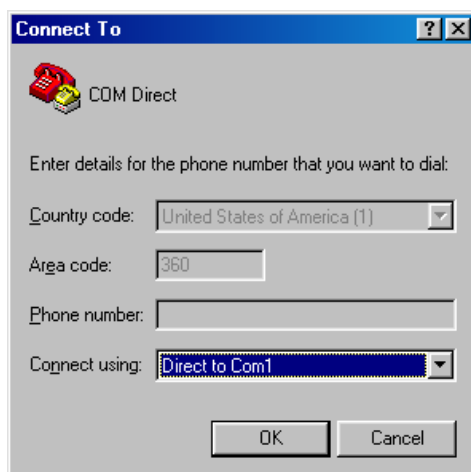 Connect To
COM Direct
Enter details for the phone number that you want to dial:
Country code: United States of America (1)
Area code: 360
Phone number:
Connect using: Direct to Com1
OK Cancel